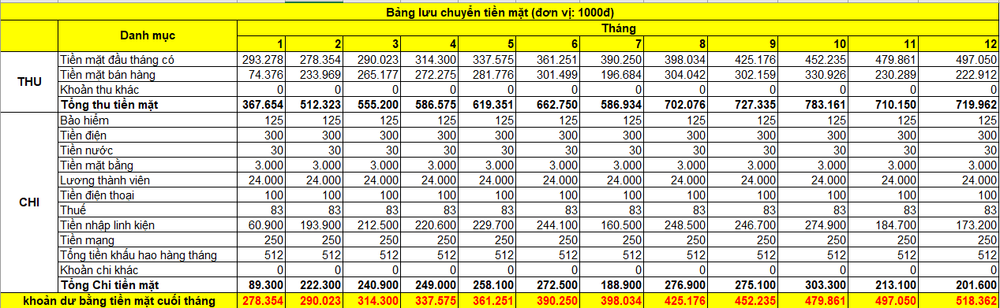 Bảng lưu chuyển tiền mặt (đơn vị: 1000đ)
Danh mục Tháng
1 2 3 4 5 6 7 8 9 10 11 12
THU
Tiền mặt đầu tháng có 293.278 278.354 290.023 314.300 337.575 361.251 390.250 398.034 425.176 452.235 479.861 497.050
Tiền mặt bán hàng 74.376 233.969 265.177 272.275 281.776 301.499 196.684 304.042 302.159 330.926 230.289 222.912
Khoản thu khác 0 0 0 0 0 0 0 0 0 0 0 0
Tổng thu tiền mặt 367.654 512.323 555.200 586.575 619.351 662.750 586.934 702.076 727.335 783.161 710.150 719.962
CHI
Bảo hiểm 125 125 125 125 125 125 125 125 125 125 125 125
Tiền điện 300 300 300 300 300 300 300 300 300 300 300 300
Tiền nước 30 30 30 30 30 30 30 30 30 30 30 30
Tiền mặt bằng 3.000 3.000 3.000 3.000 3.000 3.000 3.000 3.000 3.000 3.000 3.000 3.000
Lương thành viên 24.000 24.000 24.000 24.000 24.000 24.000 24.000 24.000 24.000 24.000 24.000 24.000
Tiền điện thoại 100 100 100 100 100 100 100 100 100 100 100 100
Thuế 83 83 83 83 83 83 83 83 83 83 83 83
Tiền nhập linh kiện 60.900 193.900 212.500 220.600 229.700 244.100 160.500 248.500 246.700 274.900 184.700 173.200
Tiền mạng 250 250 250 250 250 250 250 250 250 250 250 250
Tổng tiền khấu hao hàng tháng 512 512 512 512 512 512 512 512 512 512 512 512
Khoản chi khác 0 0 0 0 0 0 0 0 0 0 0 0
Tổng Chi tiền mặt 89.300 222.300 240.900 249.000 258.100 272.500 188.900 276.900 275.100 303.300 213.100 201.600
khoản dư bằng tiền mặt cuối tháng 278.354 290.023 314.300 337.575 361.251 390.250 398.034 425.176 452.235 479.861 497.050 518.362